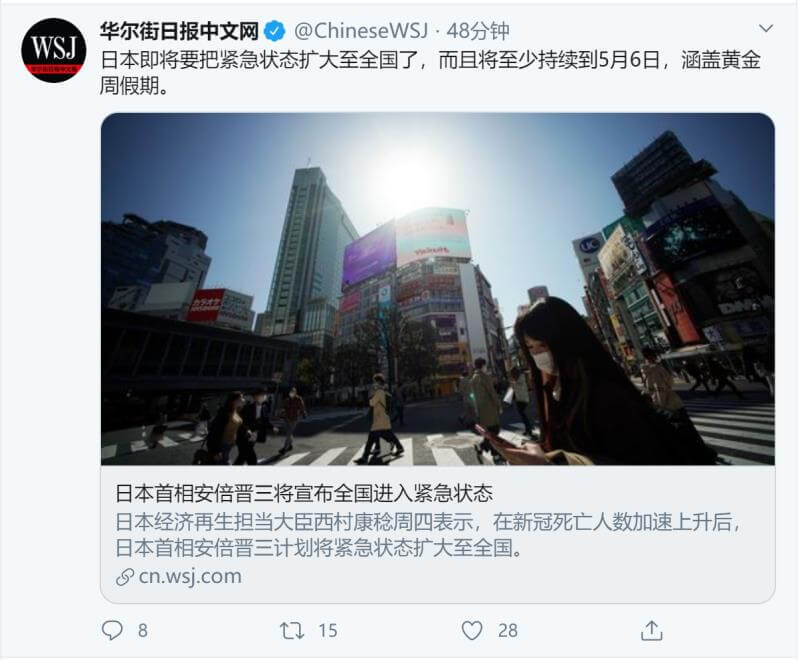 华尔街日报中文网 @ChineseWSJ · 48分钟
WSJ
日本即将要把紧急状态扩大至全国了，而且将至少持续到5月6日，涵盖黄金
周假期。
カラオケ
日本首相安倍晋三将宣布全国进入紧急状态
日本经济再生担当大臣西村康稔周四表示，在新冠死亡人数加速上升后，
日本首相安倍晋三计划将紧急状态扩大至全国。
cn.wsj.com
8 15 28